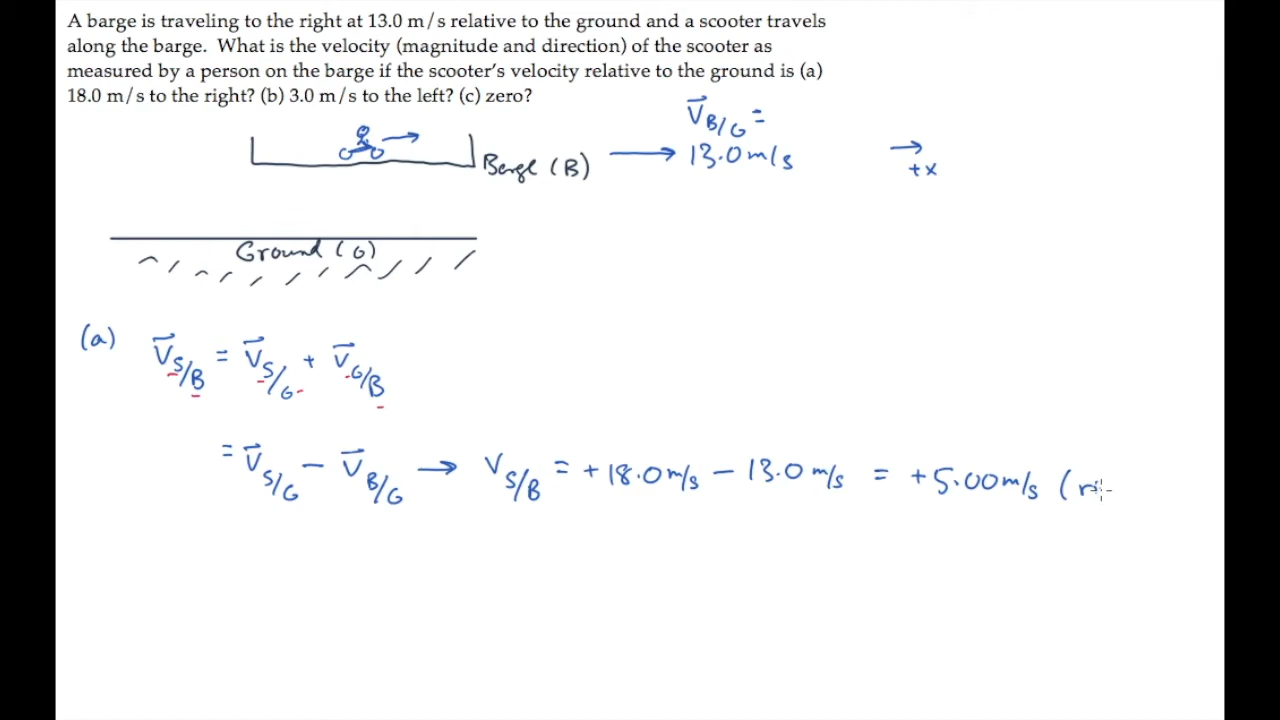 A barge is traveling to the right at 13.0 m/s relative to the ground and a scooter travels
along the barge. What is the velocity (magnitude and direction) of the scooter as
measured by a person on the barge if the scooter's velocity relative to the ground is (a)
18.0 m/s to the right? (b) 3.0 m/s to the left? (c) zero?
V⃗B/G =
13.0 m/s
Barge (B)
+x
Ground (G)
(a) V⃗S/B = V⃗S/G + V⃗G/B
= V⃗S/G − V⃗B/G → VS/B = +18.0 m/s − 13.0 m/s = +5.00 m/s (ri